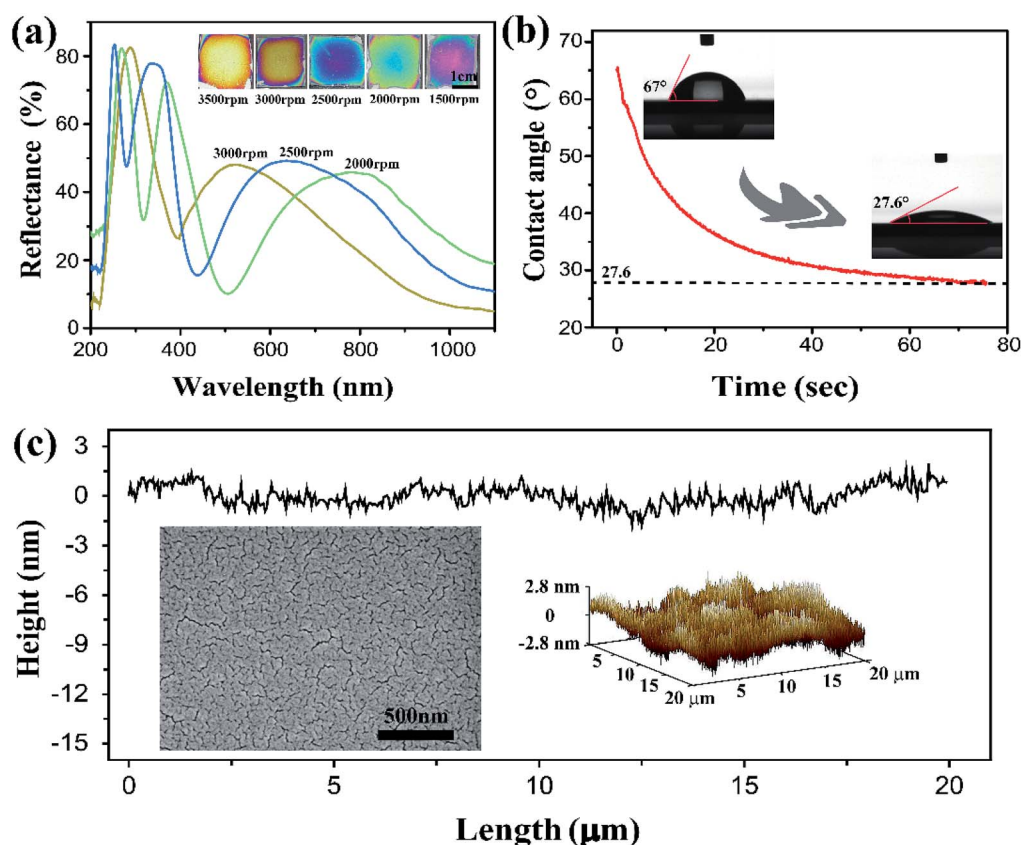 (a)
Reflectance (%)
80
60
40
20
0
200
400
600
800
1000
Wavelength (nm)
1cm
3500rpm
3000rpm
2500rpm
2000rpm
1500rpm
3000rpm
2500rpm
2000rpm
(b)
Contact angle (°)
70
60
50
40
30
20
27.6
0
20
40
60
80
Time (sec)
67°
27.6°
(c)
Height (nm)
3
0
-3
-6
-9
-12
-15
0
5
10
15
20
Length (μm)
500nm
2.8 nm
0
-2.8 nm
5
10
15
20 μm
5
10
15
20 μm